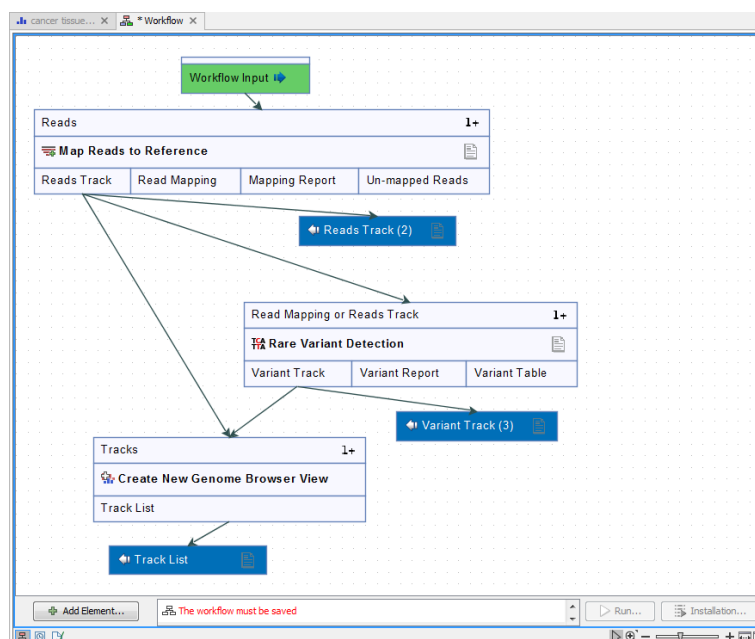 cancer tissue...
* Workflow
Workflow Input
Reads 1+
Map Reads to Reference
Reads Track Read Mapping Mapping Report Un-mapped Reads
Reads Track (2)
Read Mapping or Reads Track 1+
Rare Variant Detection
Variant Track Variant Report Variant Table
Variant Track (3)
Tracks 1+
Create New Genome Browser View
Track List
Track List
Add Element... The workflow must be saved Run... Installation...